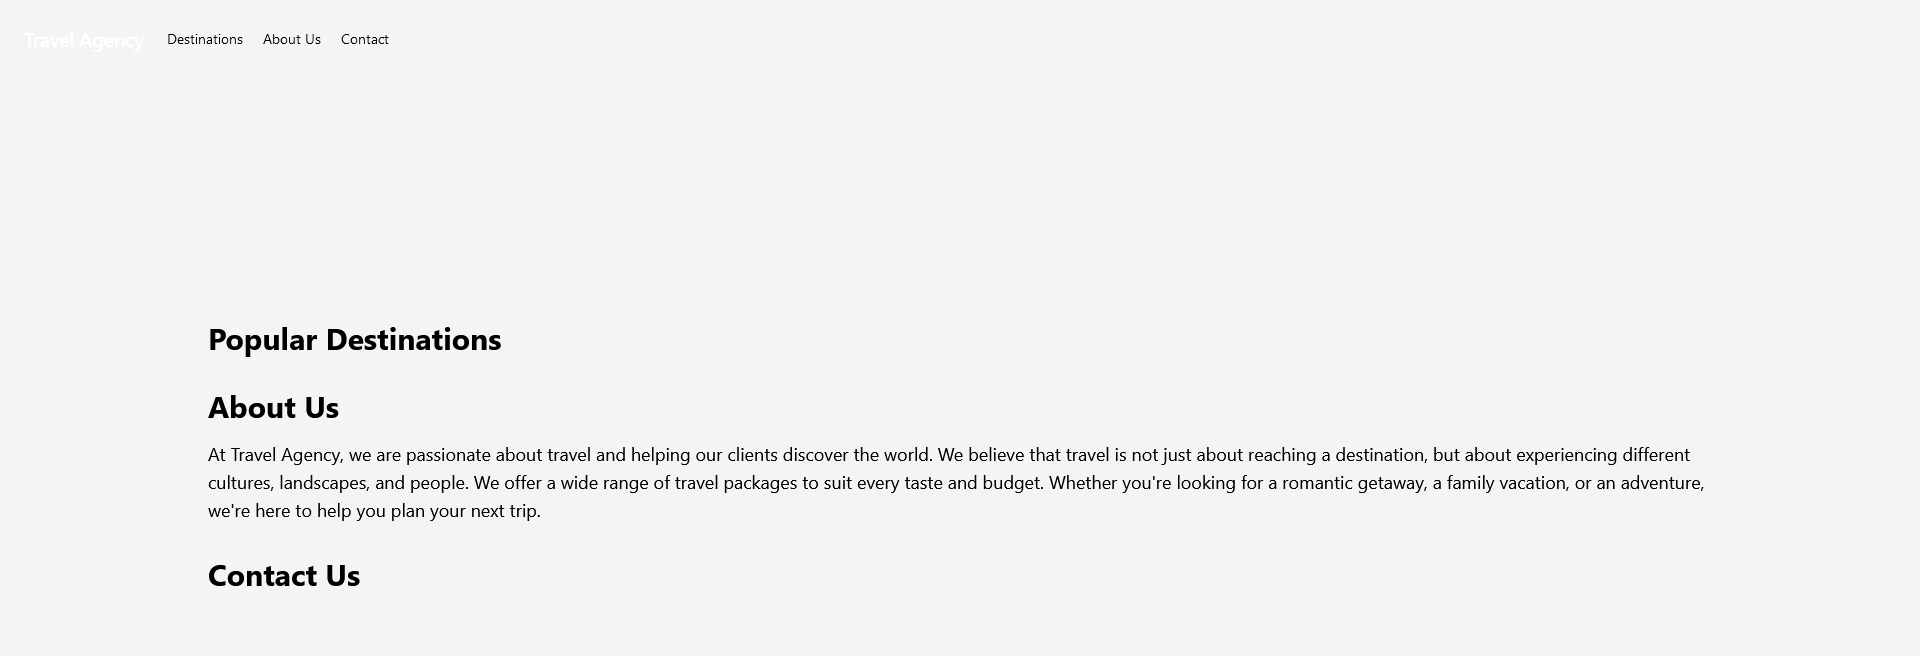 Travel Agency Destinations About Us Contact
Popular Destinations
About Us
At Travel Agency, we are passionate about travel and helping our clients discover the world. We believe that travel is not just about reaching a destination, but about experiencing different
cultures, landscapes, and people. We offer a wide range of travel packages to suit every taste and budget. Whether you're looking for a romantic getaway, a family vacation, or an adventure,
we're here to help you plan your next trip.
Contact Us